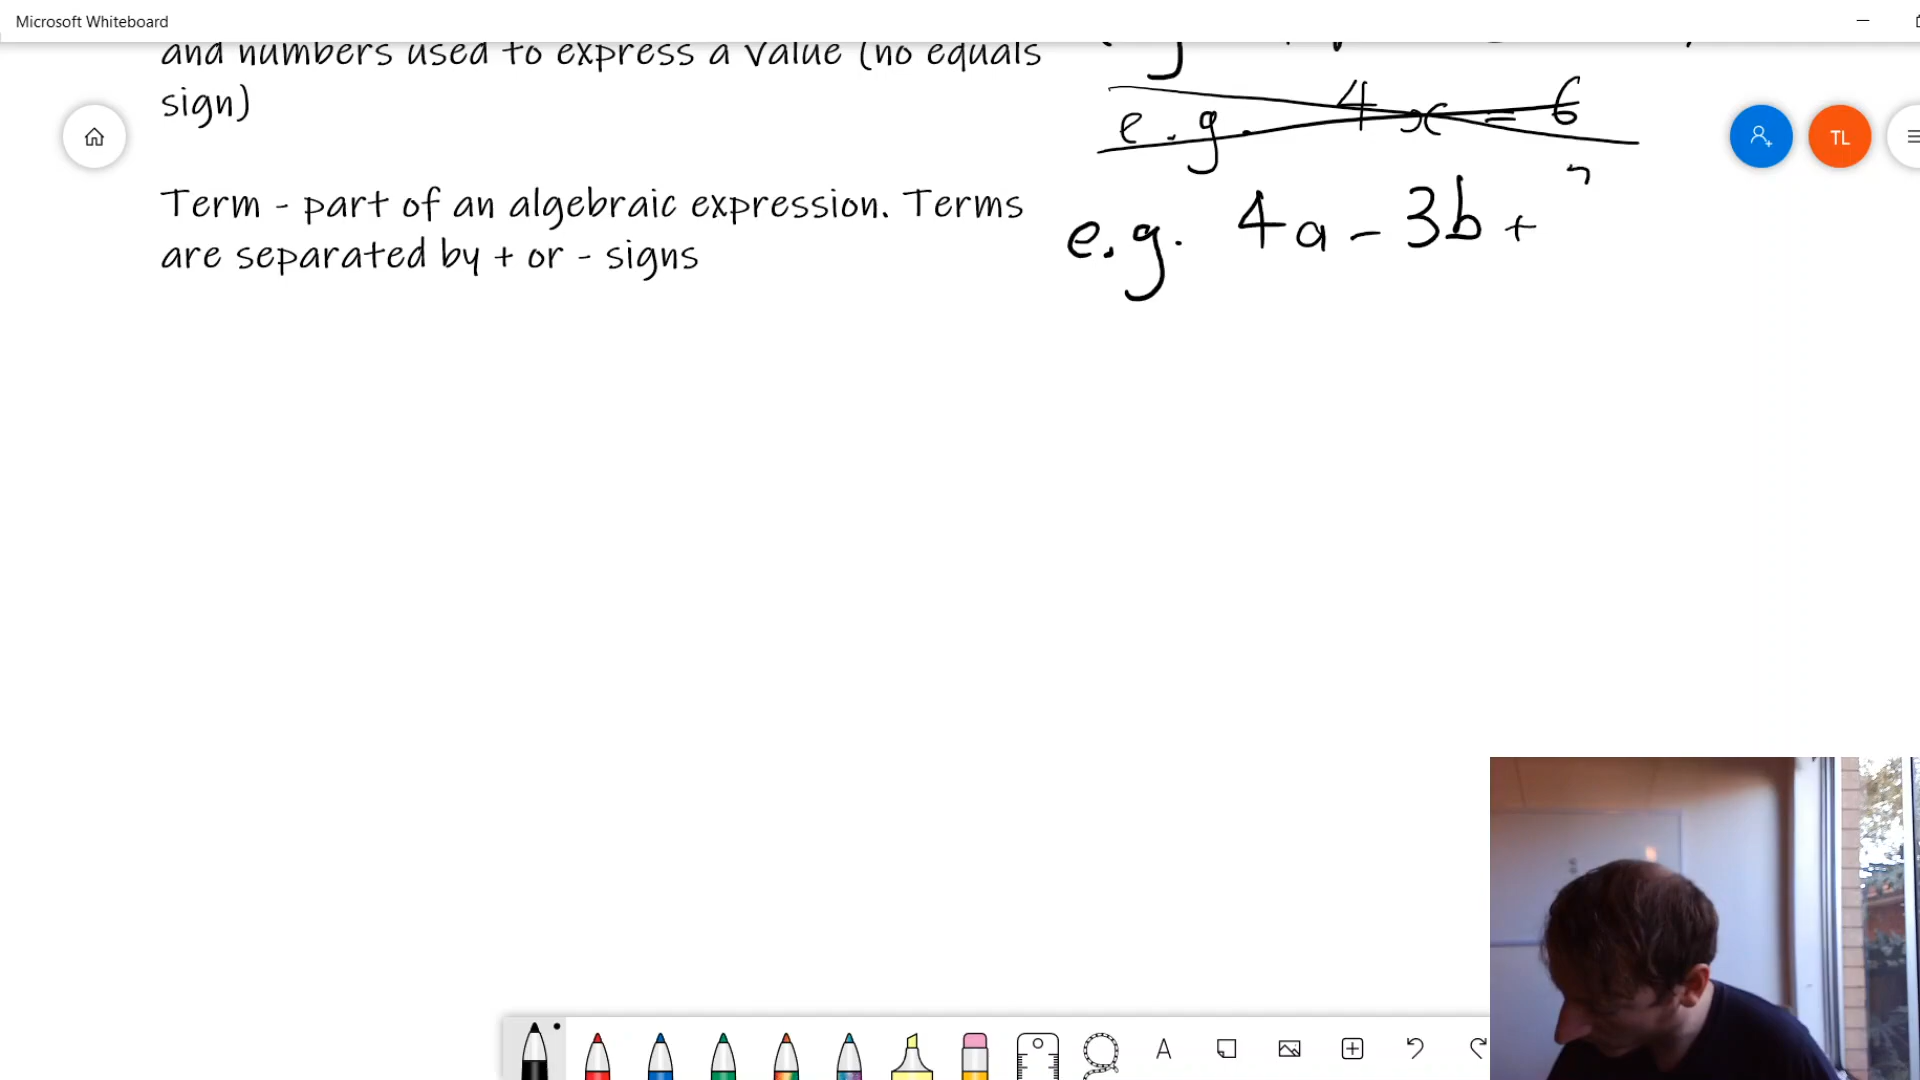 Microsoft Whiteboard
and numbers used to express a value (no equals
sign)
e.g. 4x = 6
TL
Term - part of an algebraic expression. Terms
are separated by + or - signs
e.g. 4a - 3b +